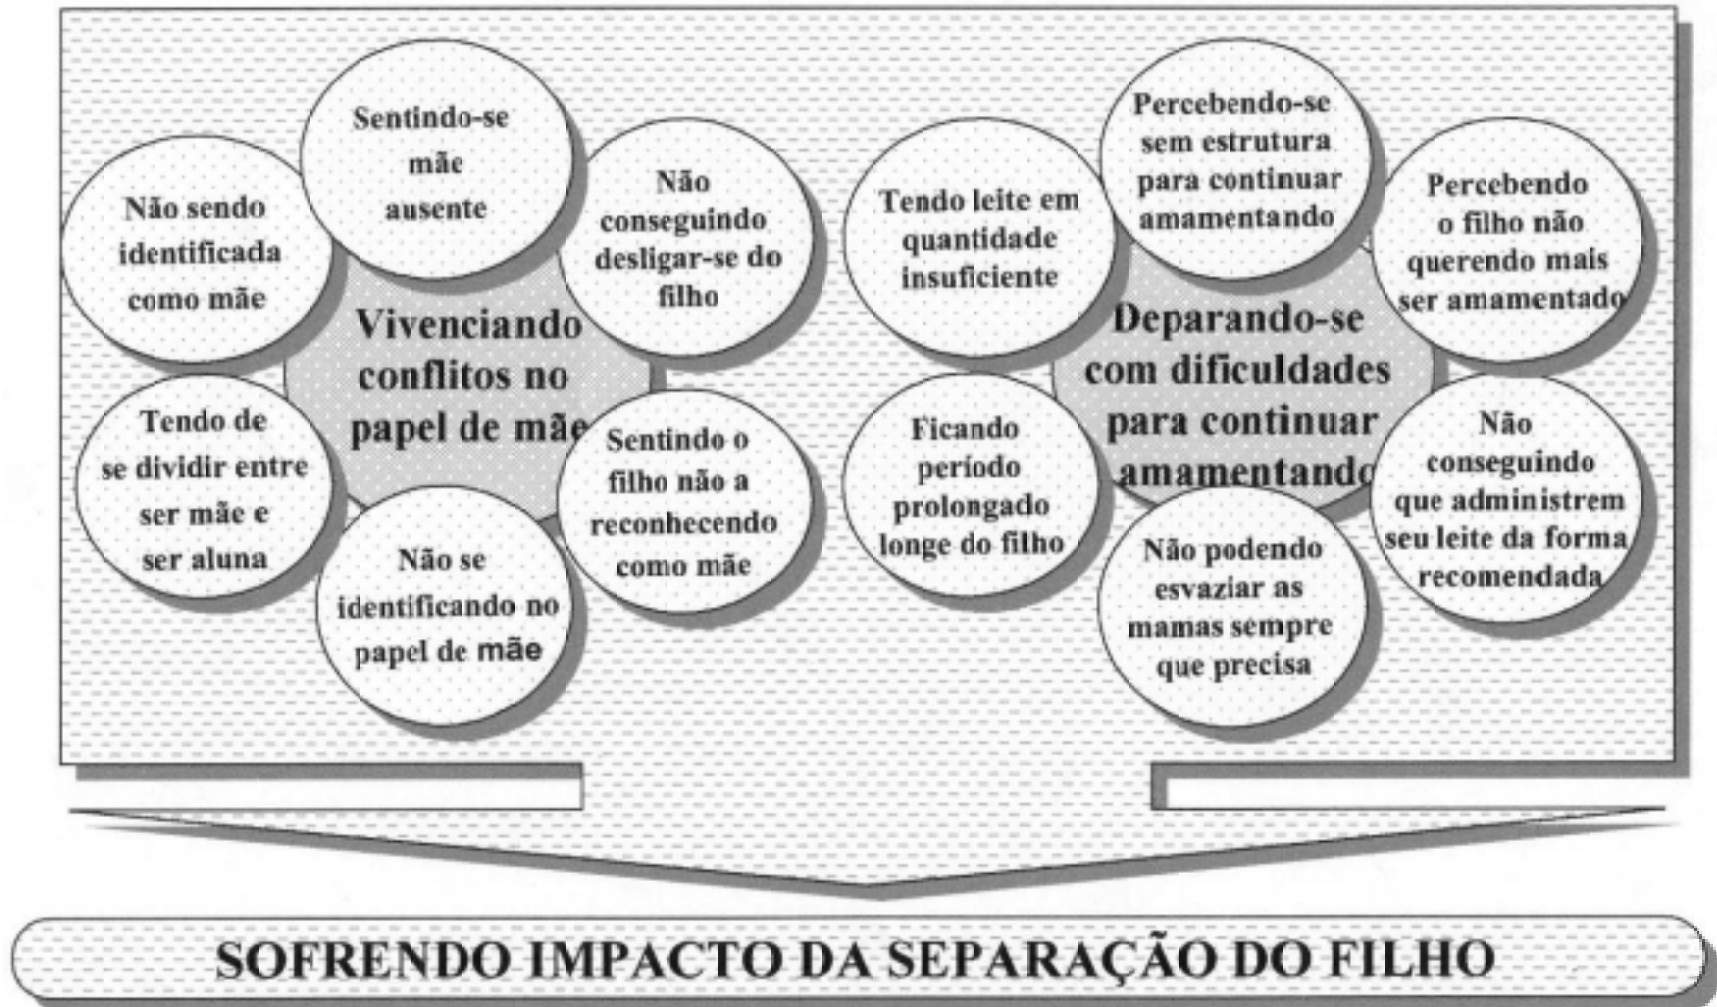 Sentindo-se
mãe
ausente
Não sendo
identificada
como mãe
Não
conseguindo
desligar-se do
filho
Vivenciando
conflitos no
papel de mãe
Tendo de
se dividir entre
ser mãe e
ser aluna
Sentindo o
filho não a
reconhecendo
como mãe
Não se
identificando no
papel de mãe
Percebendo-se
sem estrutura
para continuar
amamentando
Tendo leite em
quantidade
insuficiente
Percebendo
o filho não
querendo mais
ser amamentado
Deparando-se
com dificuldades
para continuar
amamentando
Ficando
período
prolongado
longe do filho
Não
conseguindo
que administrem
seu leite da forma
recomendada
Não podendo
esvaziar as
mamas sempre
que precisa
SOFRENDO IMPACTO DA SEPARAÇÃO DO FILHO